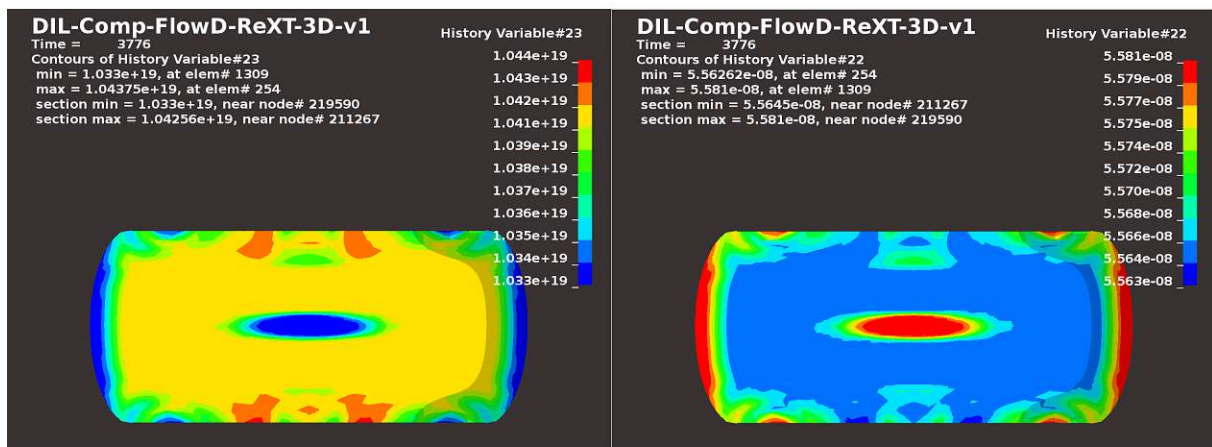 DIL-Comp-FlowD-ReXT-3D-v1
Time = 3776
Contours of History Variable#23
min = 1.033e+19, at elem# 1309
max = 1.04375e+19, at elem# 254
section min = 1.033e+19, near node# 219590
section max = 1.04256e+19, near node# 211267
History Variable#23
1.044e+19
1.043e+19
1.042e+19
1.041e+19
1.039e+19
1.038e+19
1.037e+19
1.036e+19
1.035e+19
1.034e+19
1.033e+19
DIL-Comp-FlowD-ReXT-3D-v1
Time = 3776
Contours of History Variable#22
min = 5.56262e-08, at elem# 254
max = 5.581e-08, at elem# 1309
section min = 5.5645e-08, near node# 211267
section max = 5.581e-08, near node# 219590
History Variable#22
5.581e-08
5.579e-08
5.577e-08
5.575e-08
5.574e-08
5.572e-08
5.570e-08
5.568e-08
5.566e-08
5.564e-08
5.563e-08